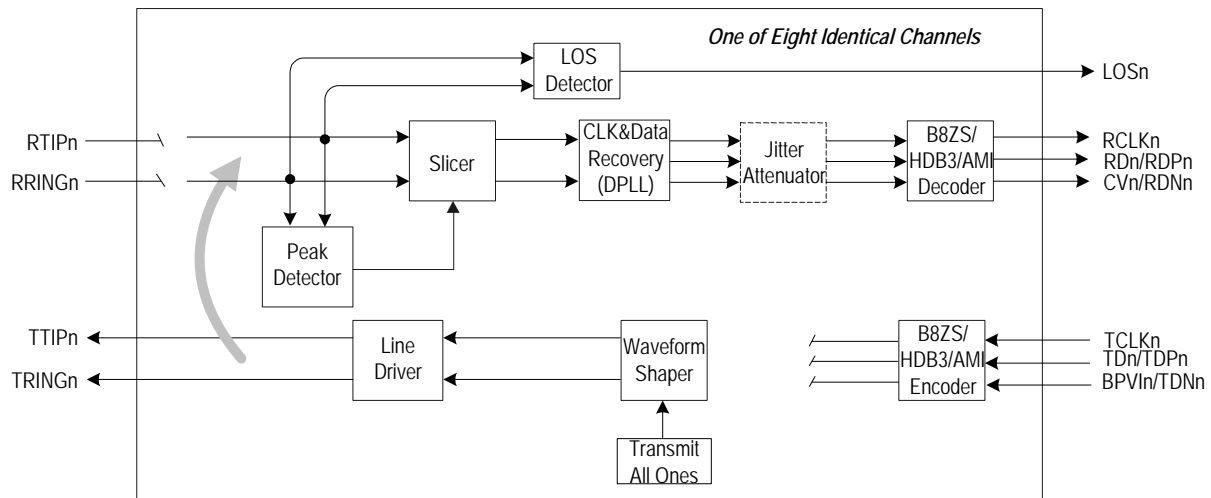 One of Eight Identical Channels
LOS
Detector
LOSn
RTIPn
RRINGn
Slicer
CLK&Data
Recovery
(DPLL)
Jitter
Attenuator
B8ZS/
HDB3/AMI
Decoder
RCLKn
RDn/RDPn
CVn/RDNn
Peak
Detector
TTIPn
TRINGn
Line
Driver
Waveform
Shaper
B8ZS/
HDB3/AMI
Encoder
TCLKn
TDn/TDPn
BPVIn/TDNn
Transmit
All Ones